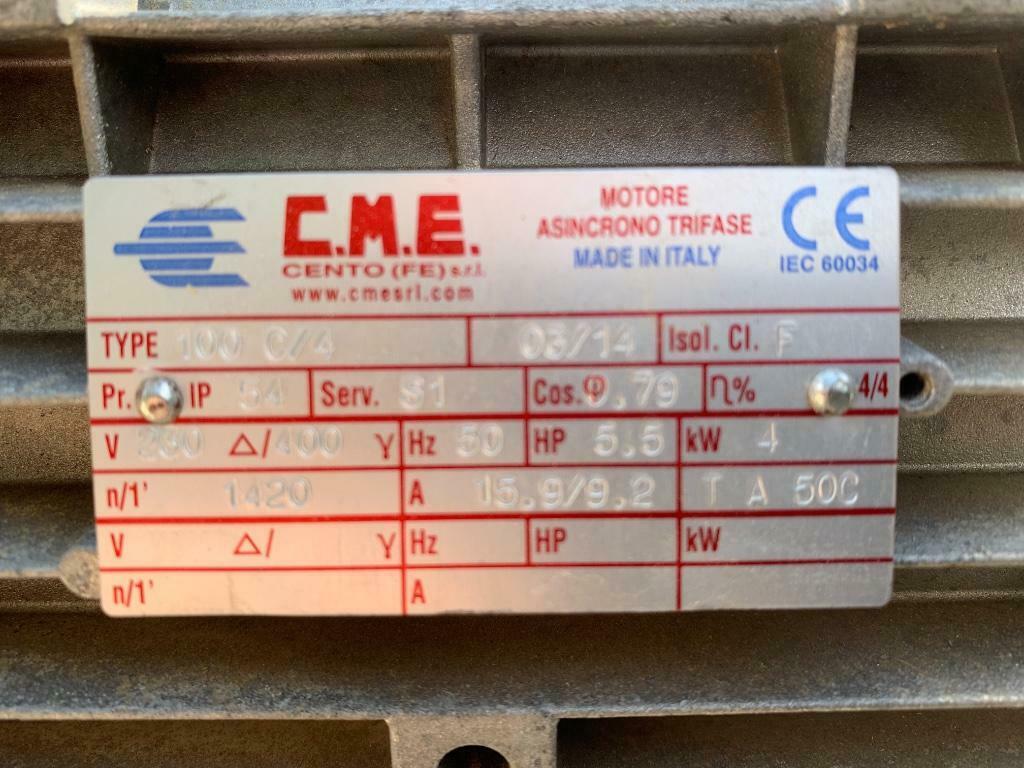 C.M.E.
CENTO (FE) s.r.l.
www.cmesrl.com
MOTORE
ASINCRONO TRIFASE
MADE IN ITALY
CE
IEC 60034
TYPE 100 C/4 03/14 Isol. Cl. F
Pr. IP 54 Serv. S1 Cos.φ 0,79 η% 4/4
V 230 Δ/400 Y Hz 50 HP 5,5 kW 4
n/1' 1420 A 15,9/9,2 T A 50C
V Δ/ Y Hz HP kW
n/1' A